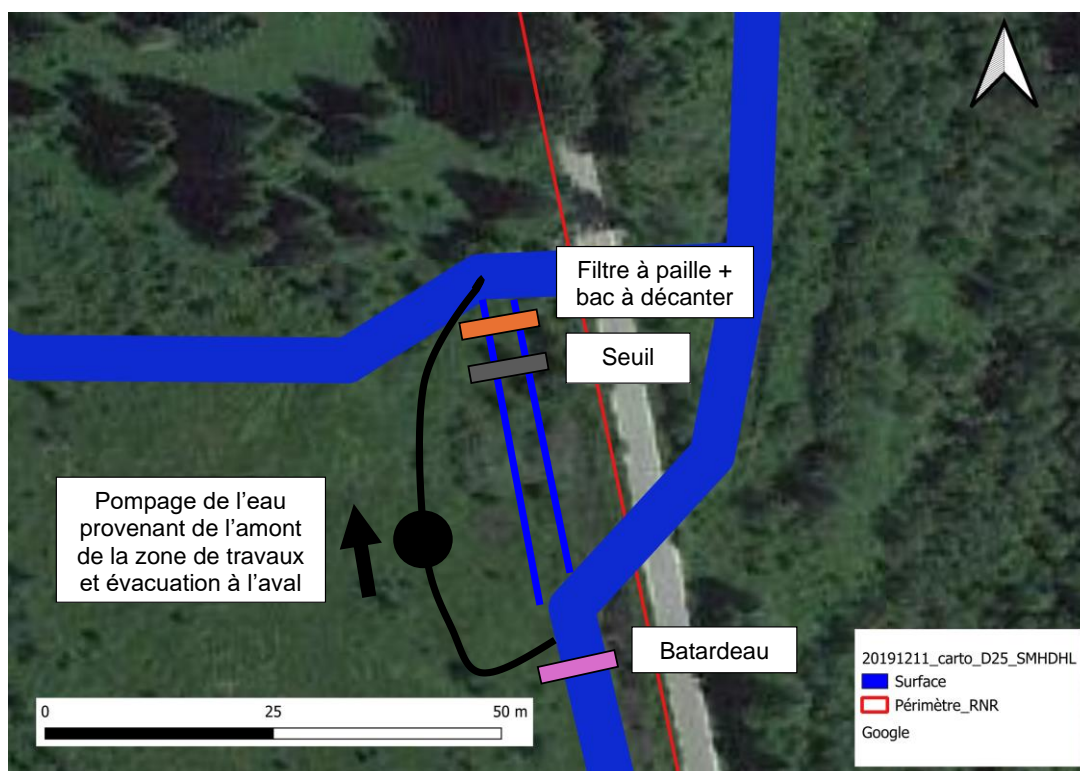 Filtre à paille +
bac à décanter
Seuil
Pompage de l'eau
provenant de l'amont
de la zone de travaux
et évacuation à l'aval
Batardeau
0 25 50 m
20191211_carto_D25_SMHDHL
Surface
Périmètre_RNR
Google